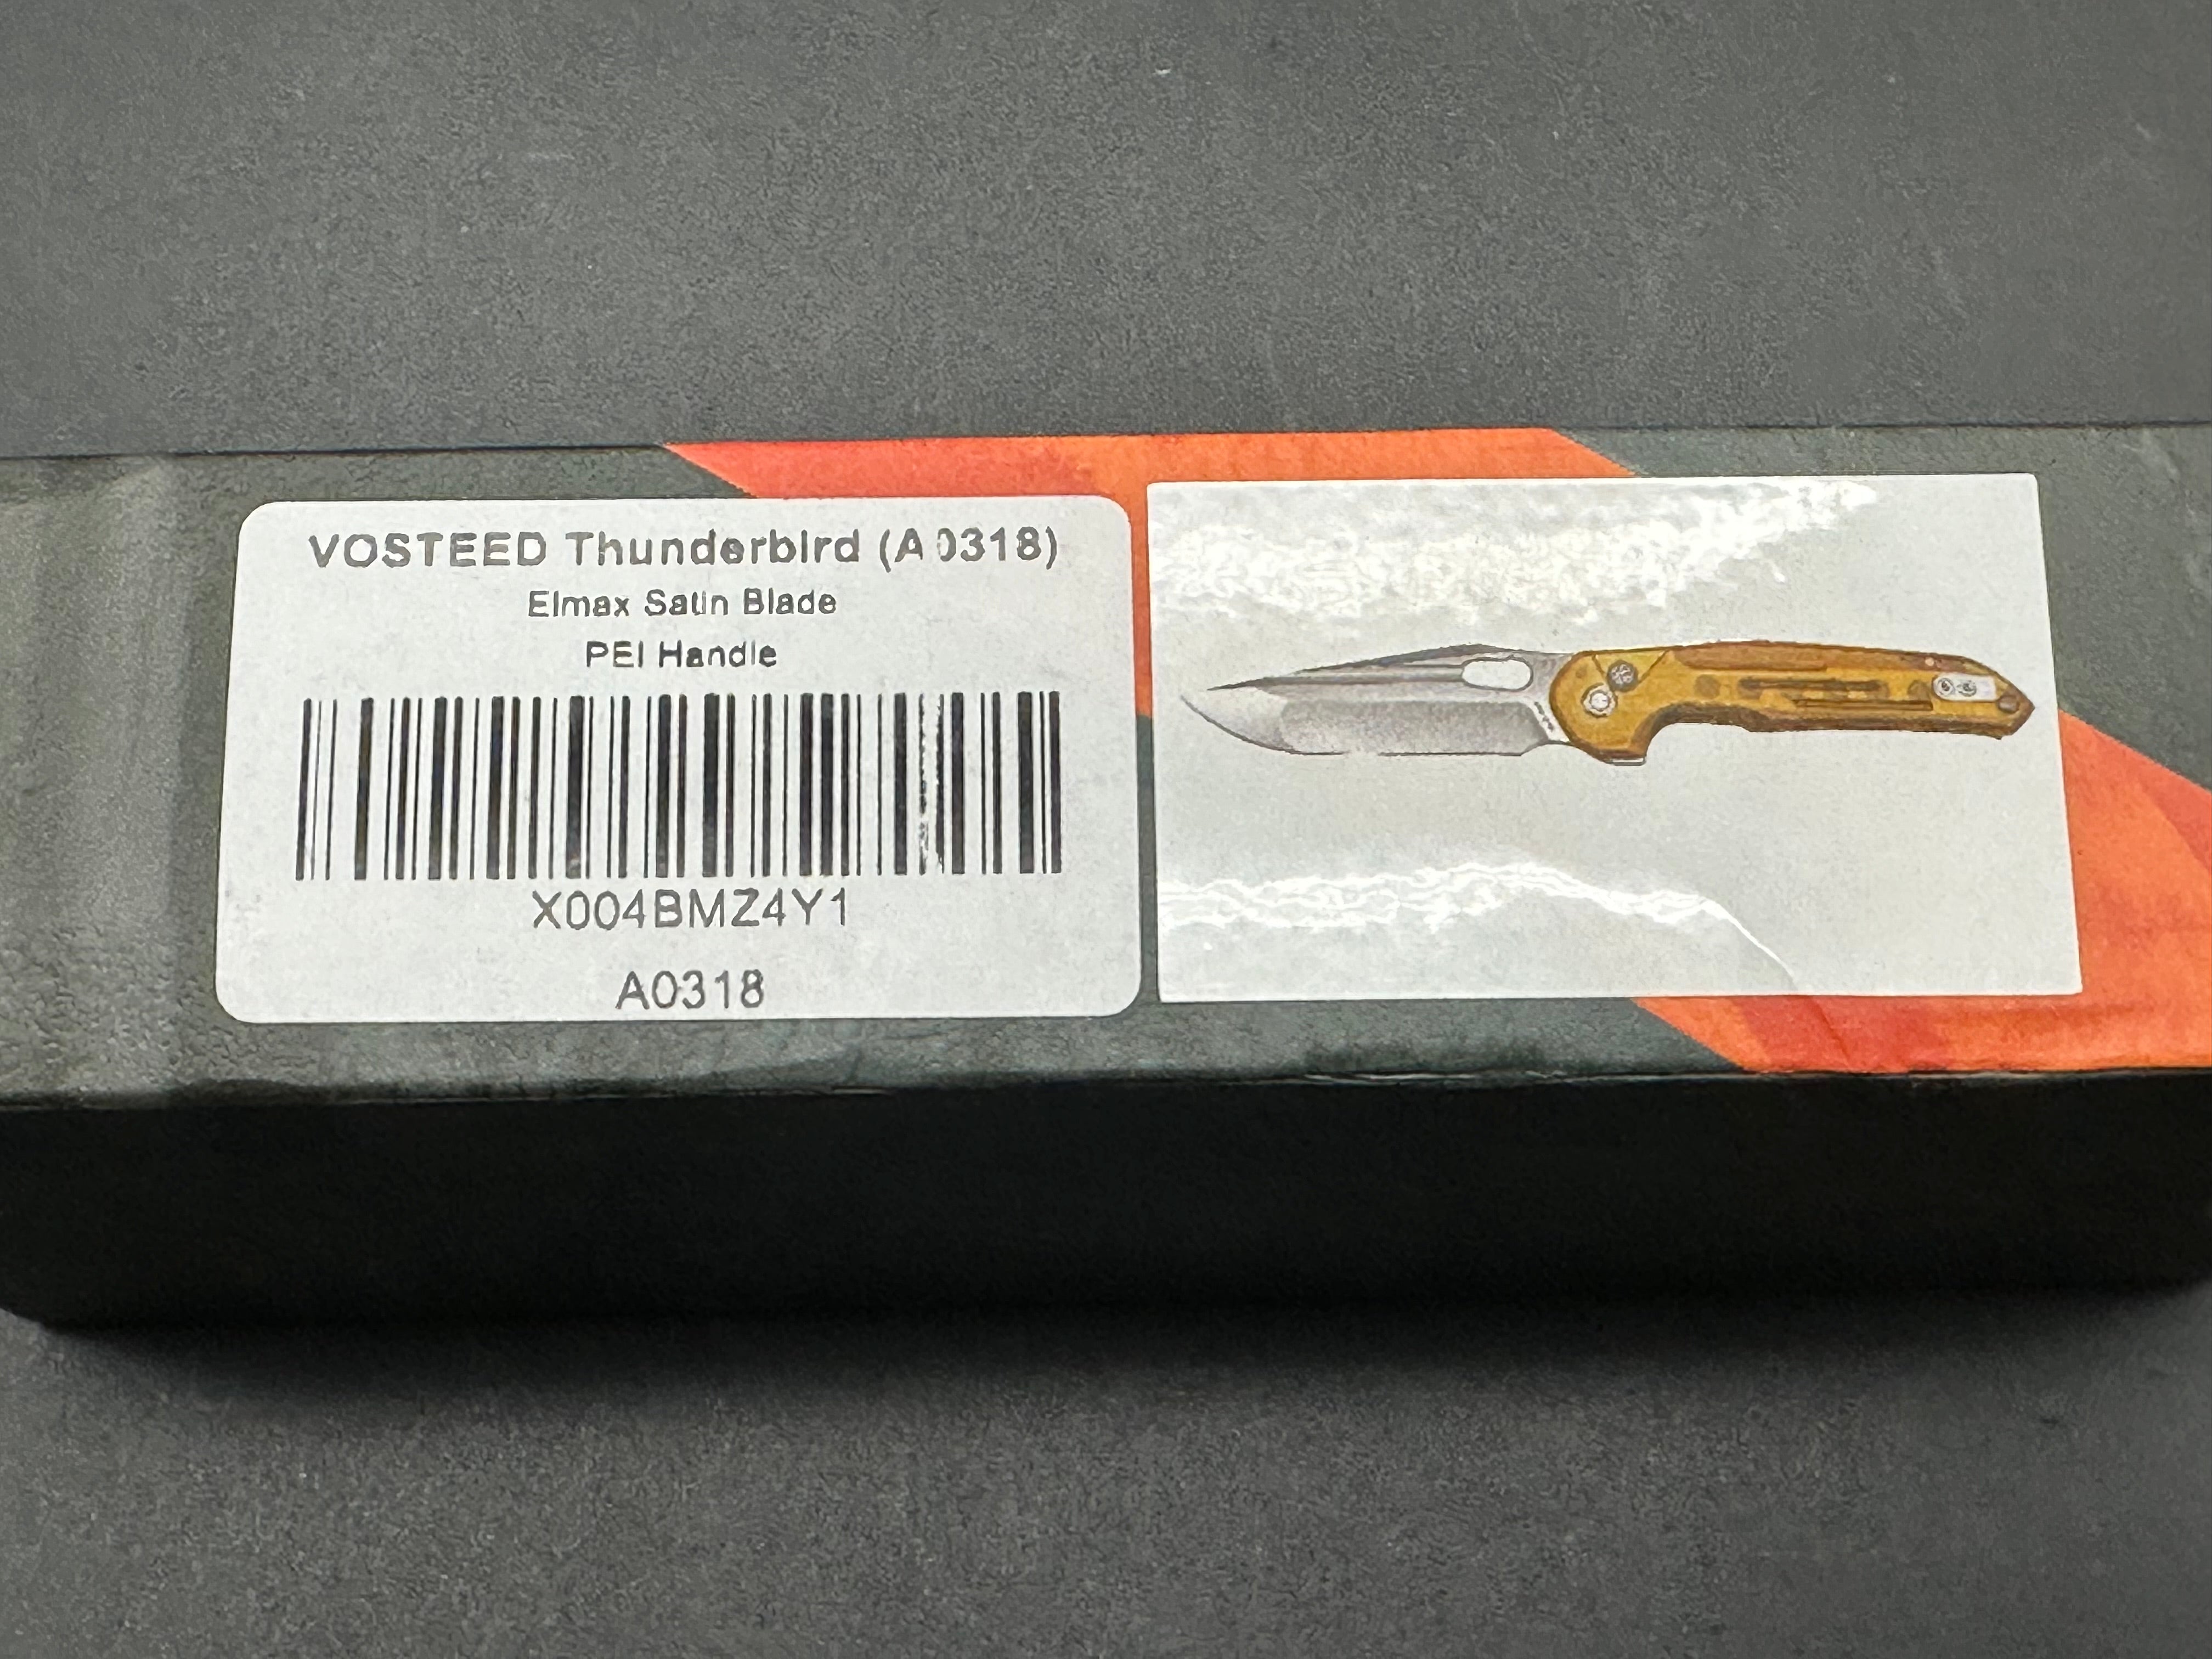 VOSTEED Thunderbird (A0318)
Elmax Satin Blade
PEI Handle
X004BMZ4Y1
A0318